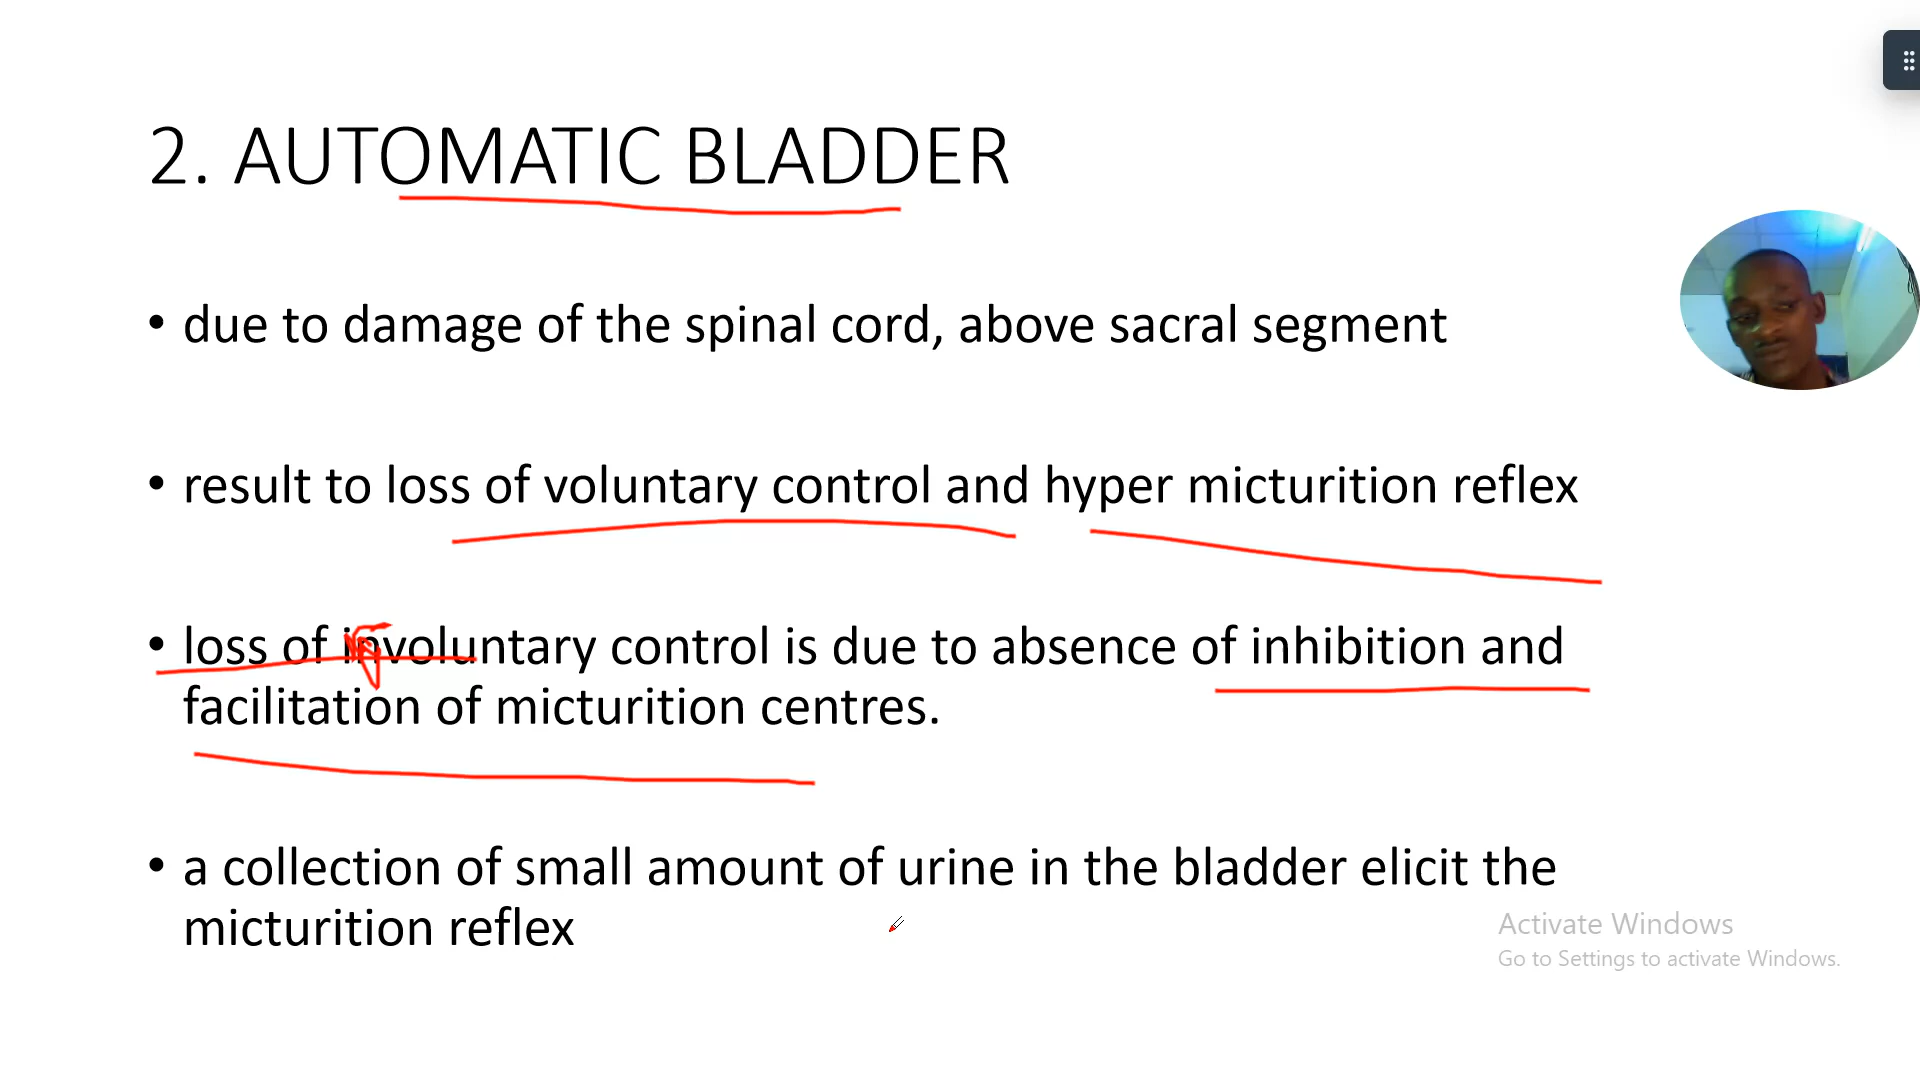 2. AUTOMATIC BLADDER
• due to damage of the spinal cord, above sacral segment
• result to loss of voluntary control and hyper micturition reflex
• loss of involuntary control is due to absence of inhibition and
facilitation of micturition centres.
• a collection of small amount of urine in the bladder elicit the
micturition reflex
Activate Windows
Go to Settings to activate Windows.